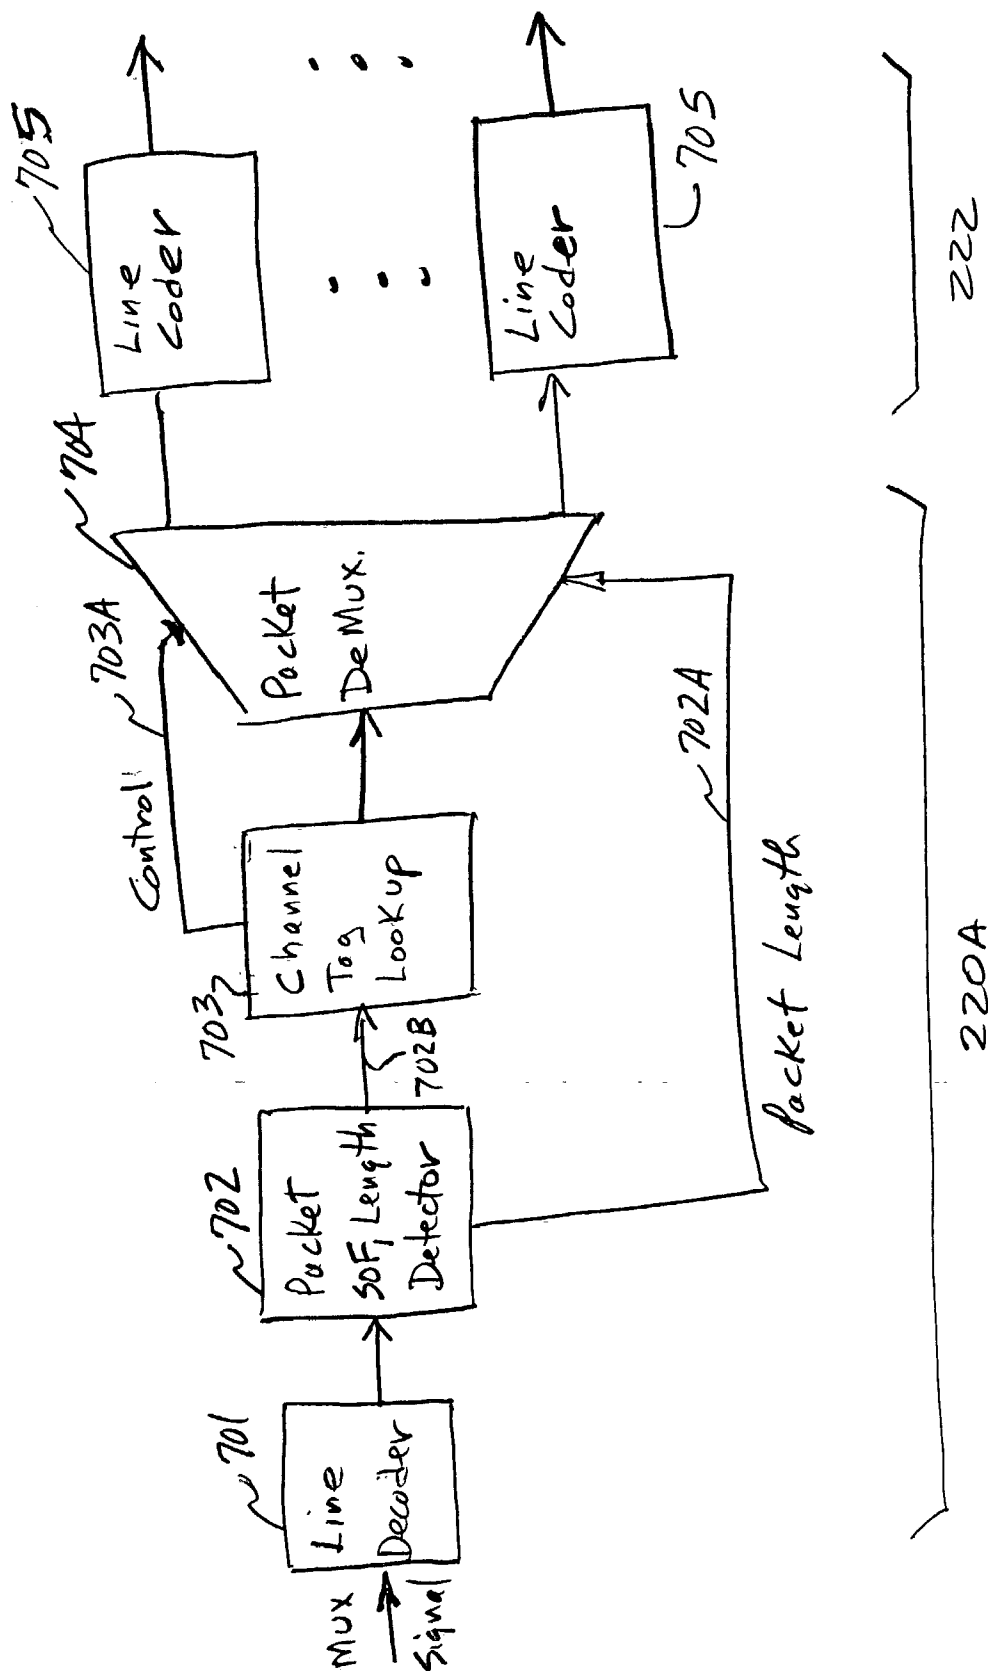 MUX
Signal
701
Line
Decoder
702
Packet
SOF, Length
Detector
702B
703
Channel
Tag
Lookup
Control
703A
704
Packet
DeMux.
702A
Packet Length
705
Line
Coder
Line
Coder
705
220A
222